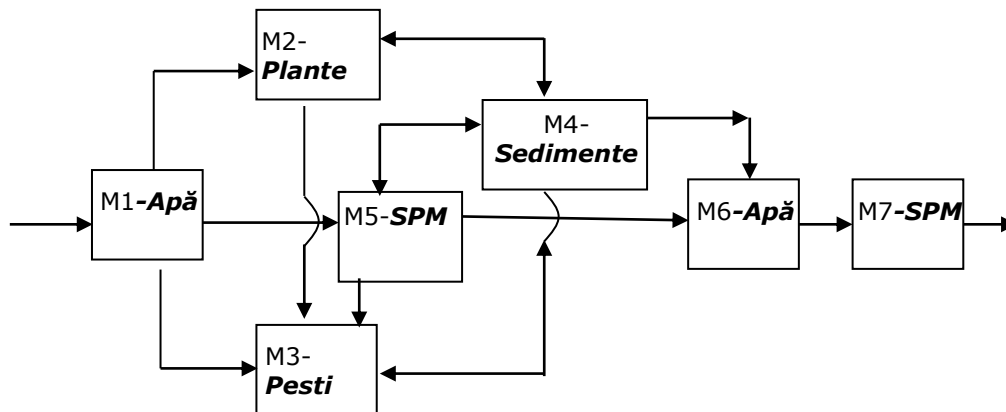 M2-
Plante
M4-
Sedimente
M1-Apă
M5-SPM
M6-Apă
M7-SPM
M3-
Pesti